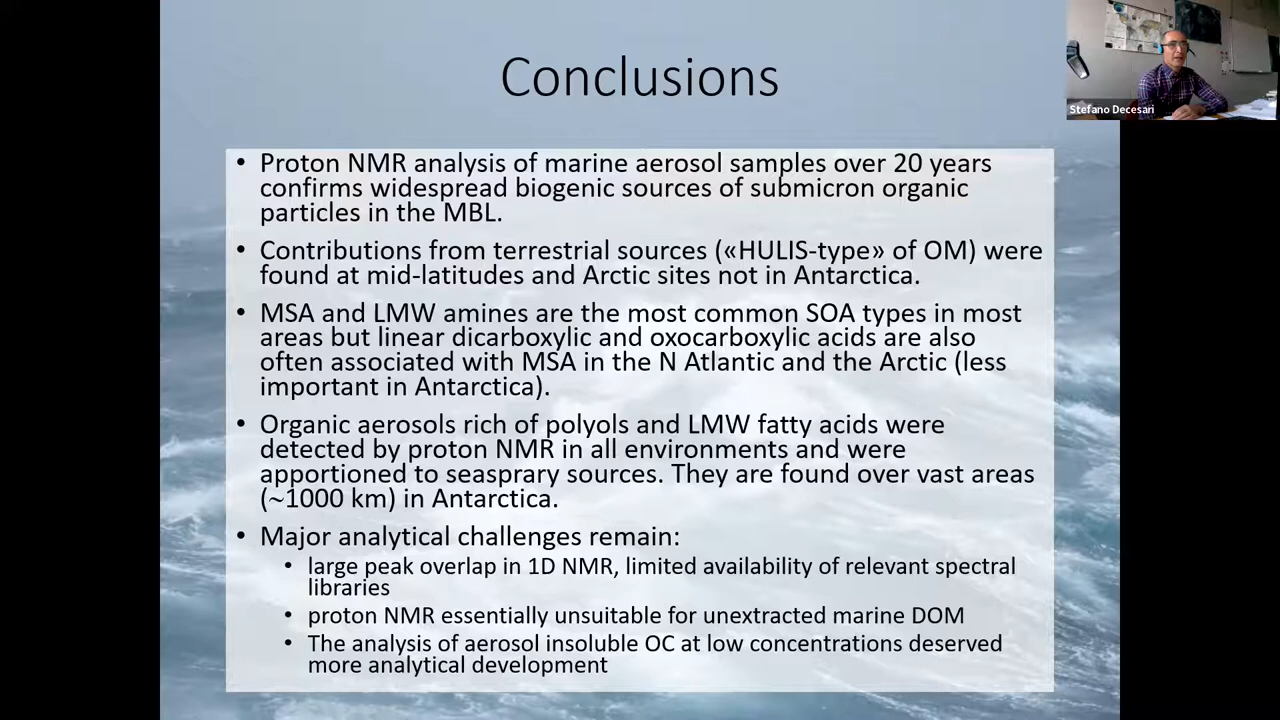 Conclusions
Stefano Decesari
• Proton NMR analysis of marine aerosol samples over 20 years
confirms widespread biogenic sources of submicron organic
particles in the MBL.
• Contributions from terrestrial sources («HULIS-type» of OM) were
found at mid-latitudes and Arctic sites not in Antarctica.
• MSA and LMW amines are the most common SOA types in most
areas but linear dicarboxylic and oxocarboxylic acids are also
often associated with MSA in the N Atlantic and the Arctic (less
important in Antarctica).
• Organic aerosols rich of polyols and LMW fatty acids were
detected by proton NMR in all environments and were
apportioned to seasprary sources. They are found over vast areas
(~1000 km) in Antarctica.
• Major analytical challenges remain:
• large peak overlap in 1D NMR, limited availability of relevant spectral
libraries
• proton NMR essentially unsuitable for unextracted marine DOM
• The analysis of aerosol insoluble OC at low concentrations deserved
more analytical development